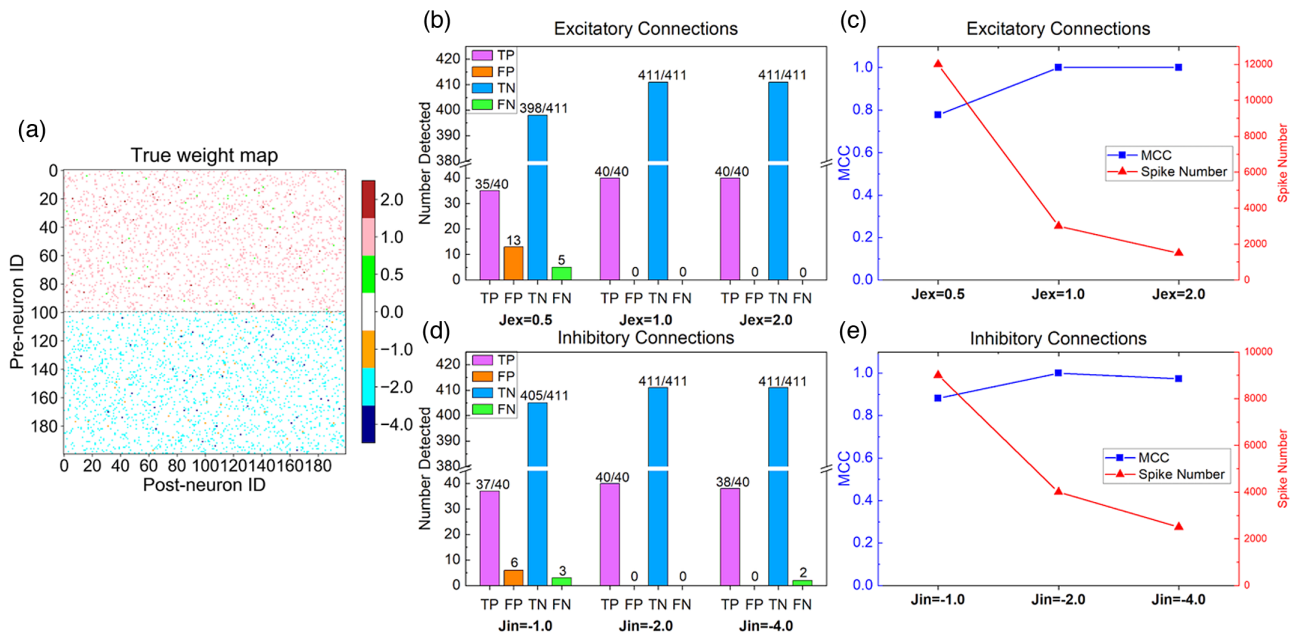 (a)
True weight map
Pre-neuron ID
0
20
40
60
80
100
120
140
160
180
0 20 40 60 80 100 120 140 160 180
Post-neuron ID
2.0
1.0
0.5
0.0
−1.0
−2.0
−4.0
(b)
Excitatory Connections
Number Detected
420
410
400
390
380
40
30
20
10
0
TP
FP
TN
FN
35/40 13 398/411 5
40/40 0 411/411 0
40/40 0 411/411 0
TP FP TN FN TP FP TN FN TP FP TN FN
Jex=0.5 Jex=1.0 Jex=2.0
(c)
Excitatory Connections
MCC
1.0
0.8
0.6
0.4
0.2
0.0
MCC
Spike Number
12000
10000
8000
6000
4000
2000
0
Spike Number
Jex=0.5 Jex=1.0 Jex=2.0
(d)
Inhibitory Connections
Number Detected
420
410
400
390
380
40
30
20
10
0
TP
FP
TN
FN
37/40 6 405/411 3
40/40 0 411/411 0
38/40 0 411/411 2
TP FP TN FN TP FP TN FN TP FP TN FN
Jin=-1.0 Jin=-2.0 Jin=-4.0
(e)
Inhibitory Connections
MCC
1.0
0.8
0.6
0.4
0.2
0.0
MCC
Spike Number
10000
8000
6000
4000
2000
0
Spike Number
Jin=-1.0 Jin=-2.0 Jin=-4.0